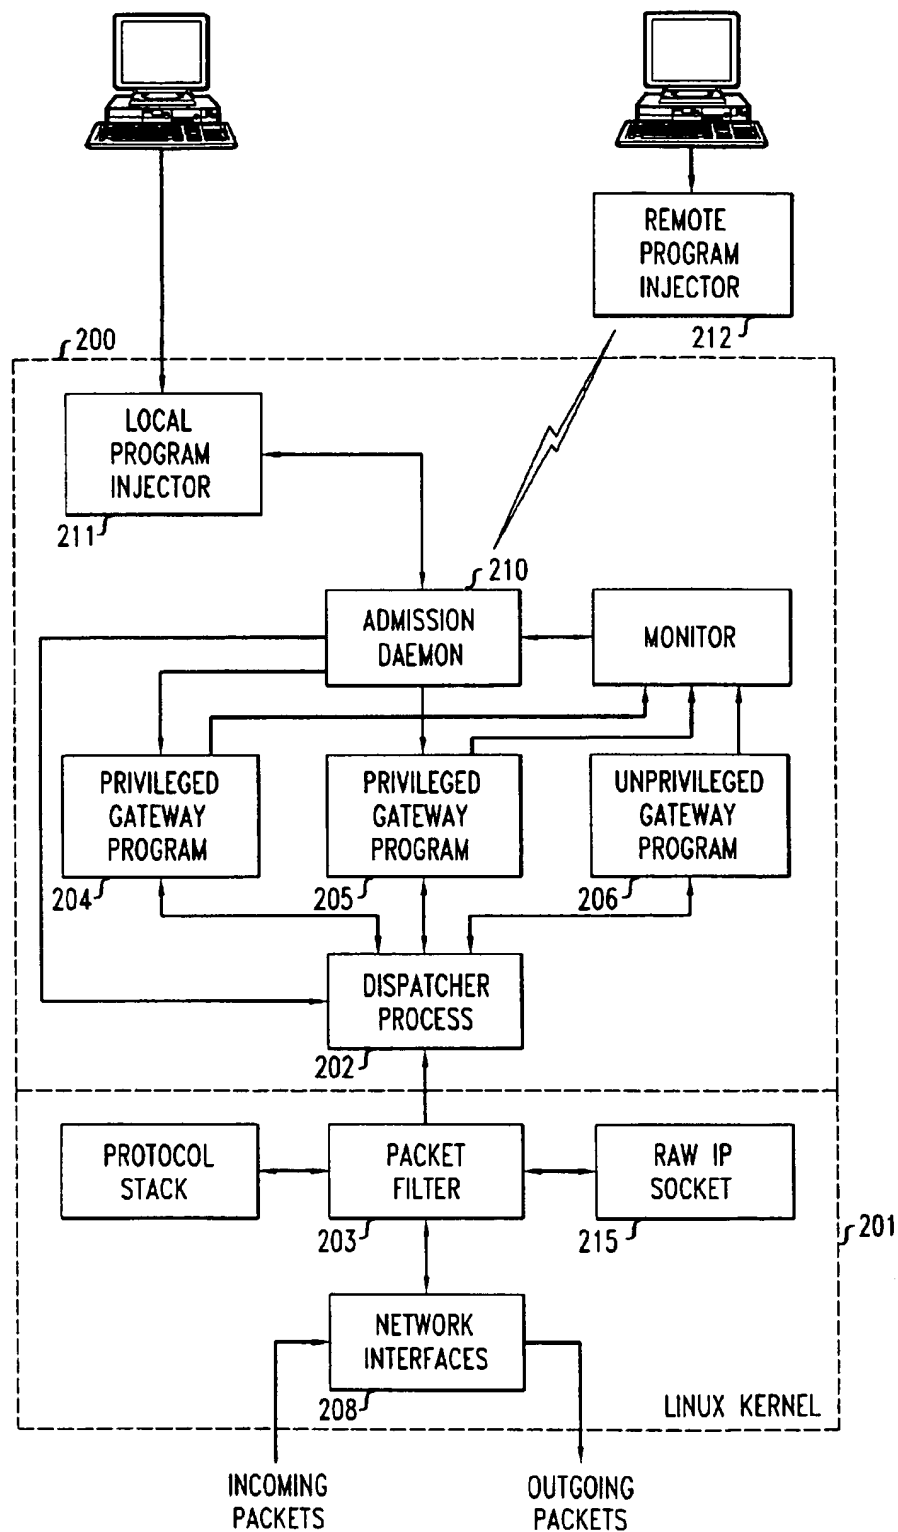 REMOTE
PROGRAM
INJECTOR
212
200
LOCAL
PROGRAM
INJECTOR
211
210
ADMISSION
DAEMON
MONITOR
PRIVILEGED
GATEWAY
PROGRAM
204
PRIVILEGED
GATEWAY
PROGRAM
205
UNPRIVILEGED
GATEWAY
PROGRAM
206
DISPATCHER
PROCESS
202
PROTOCOL
STACK
PACKET
FILTER
203
RAW IP
SOCKET
215
201
NETWORK
INTERFACES
208
LINUX KERNEL
INCOMING
PACKETS
OUTGOING
PACKETS